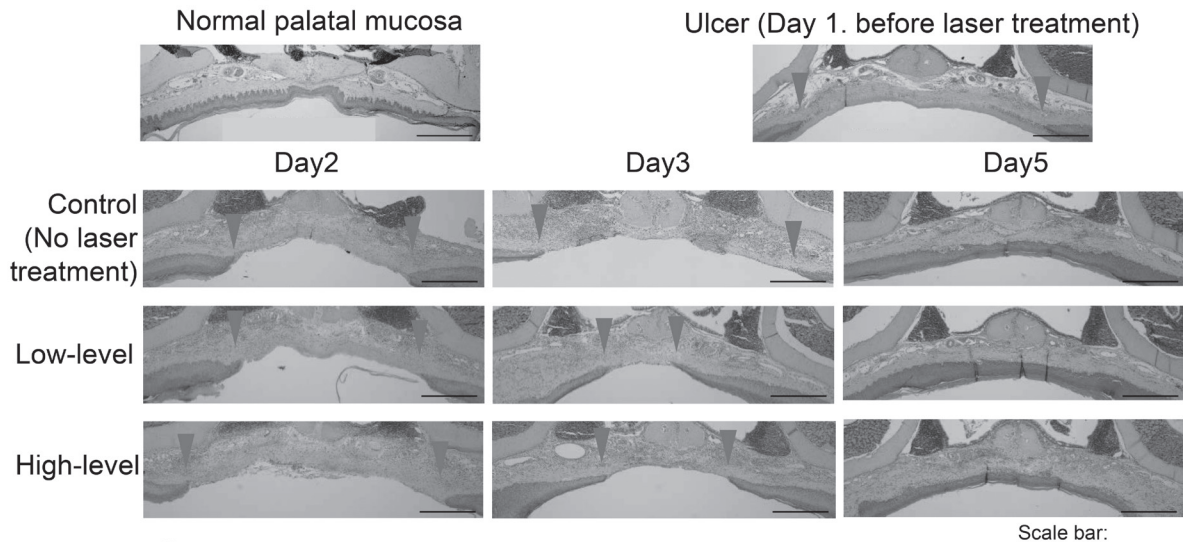 Normal palatal mucosa
Ulcer (Day 1. before laser treatment)
Day2
Day3
Day5
Control
(No laser
treatment)
Low-level
High-level
Scale bar: